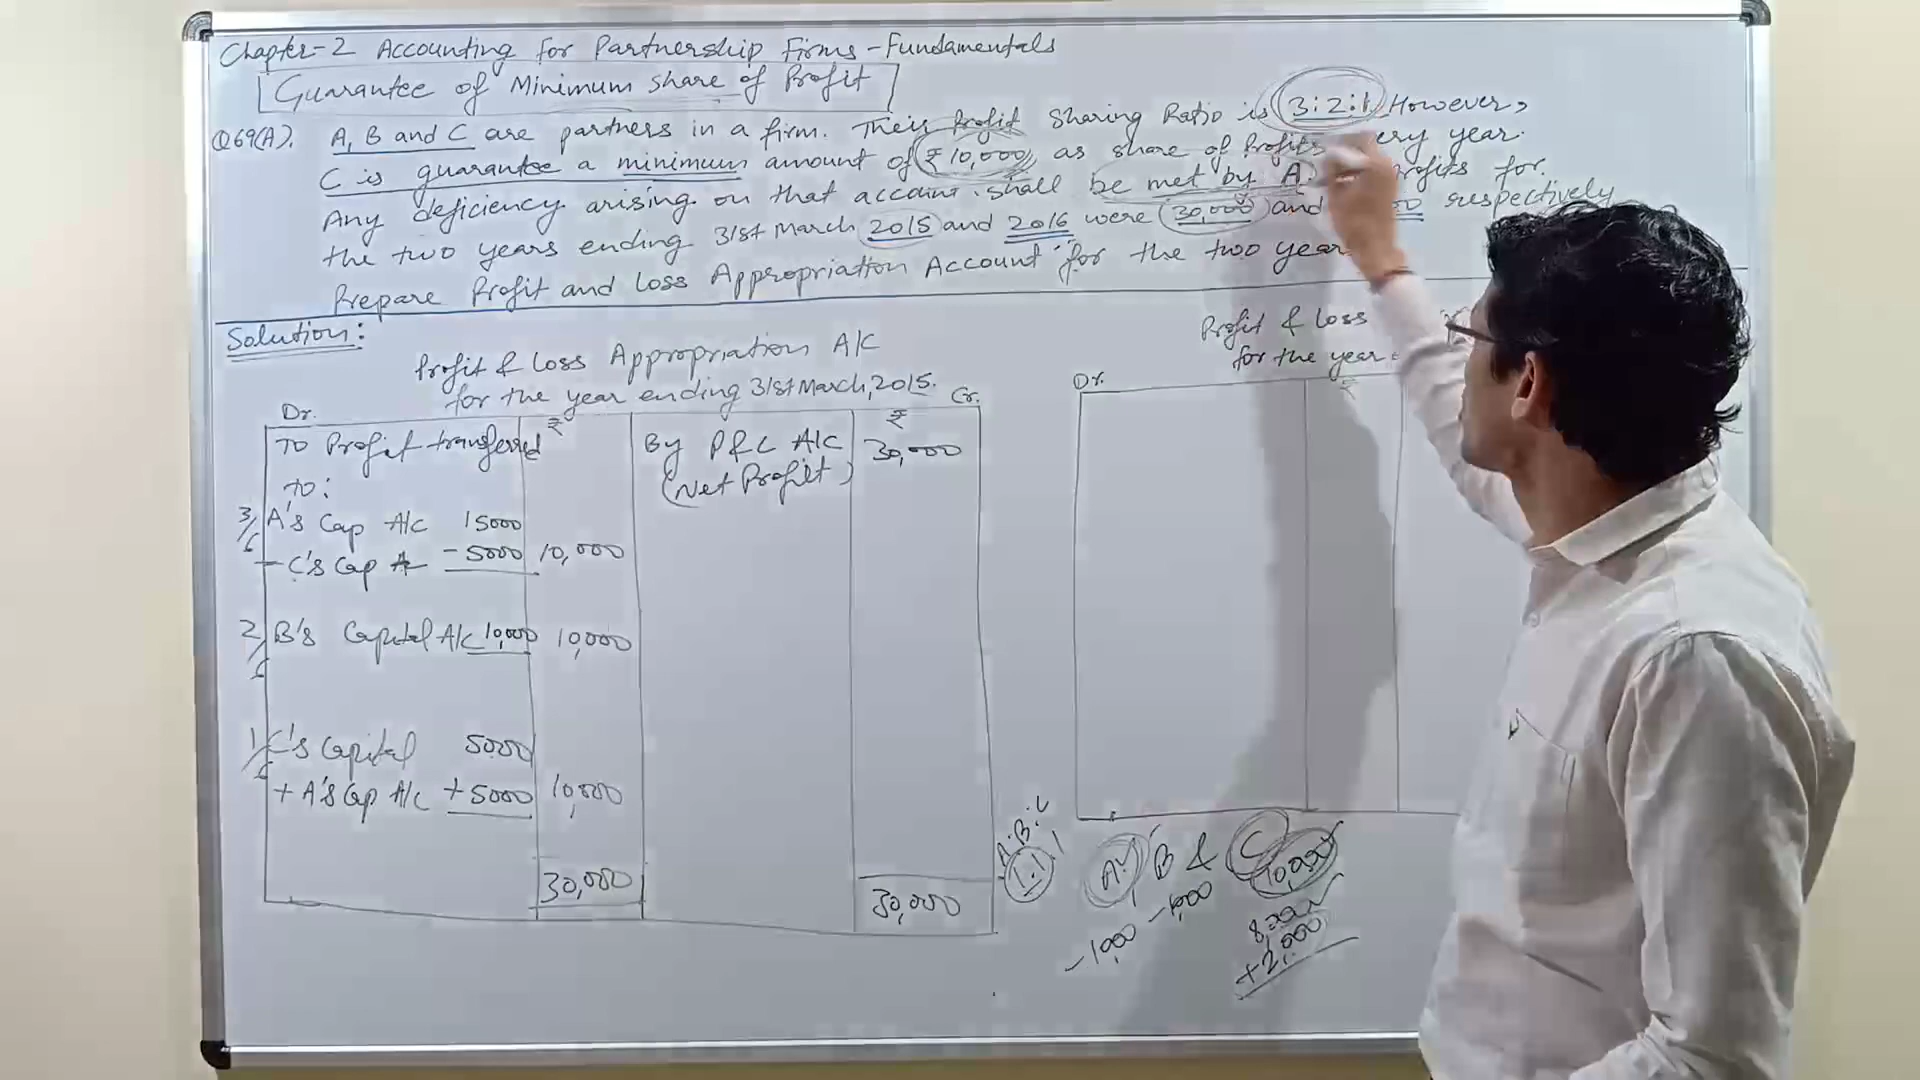 Chapter-2 Accounting for Partnership Firms-Fundamentals
Guarantee of Minimum share of Profit
Q69(A). A, B and C are partners in a firm. Their Profit Sharing Ratio is 3:2:1. However,
C is guarantee a minimum amount of ₹10,000 as share of Profits year.
Any deficiency arising on that account shall be met by A. for
the two years ending 31st March 2015 and 2016 were 30,000 and respectively
Prepare Profit and Loss Appropriation Account for the two year
Solution:
Profit & Loss Appropriation A/C
for the year ending 31st March, 2015.
Dr. Cr.
₹ ₹
To Profit transferred By P&L A/C 30,000
To: (Net Profit)
3/6 A's Cap A/C 15000
- C's Cap A -5000 10,000
2/6 B's Capital A/C 10,000 10,000
1/6 C's Capital 5000
+ A's Cap A/C +5000 10,000
30,000 30,000
Profit & Loss
for the year
Dr.
₹
A:B:C
1:1
A, B & C
10,000
-1000 -1000
8,000
+2,000